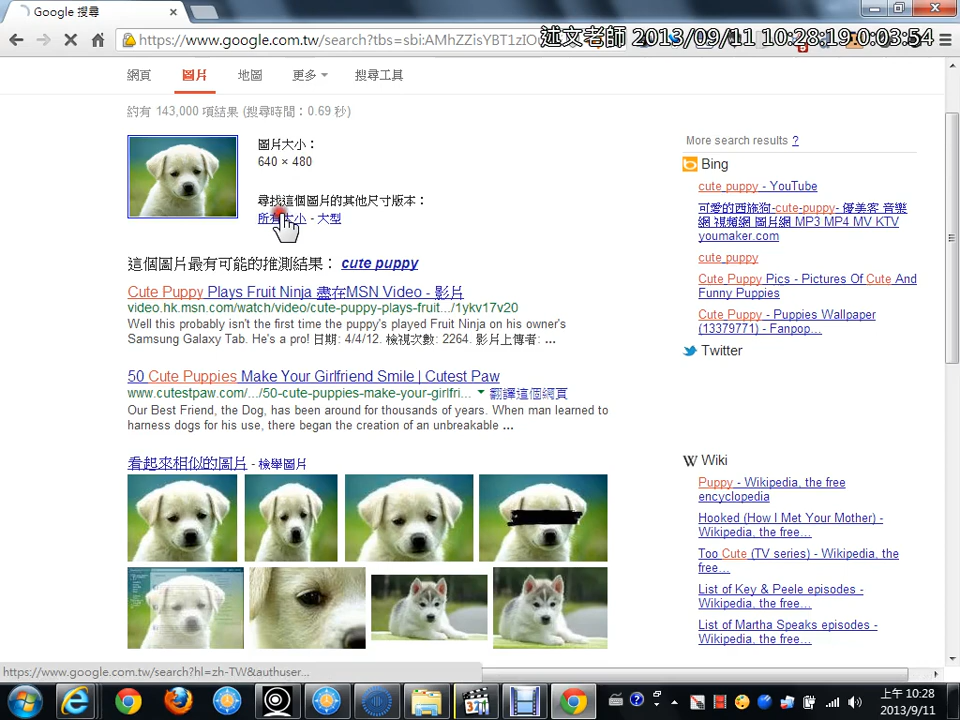 Google 搜尋
https://www.google.com.tw/search?tbs=sbi:AMhZZisYBT1zIO
述文老師 2013/09/11 10:28:19 0:03:54
網頁
圖片
地圖
更多
搜尋工具
約有 143,000 項結果 (搜尋時間：0.69 秒)
圖片大小：
640 × 480
尋找這個圖片的其他尺寸版本：
所有大小 - 大型
這個圖片最有可能的推測結果： cute puppy
Cute Puppy Plays Fruit Ninja 盡在MSN Video - 影片
video.hk.msn.com/watch/video/cute-puppy-plays-fruit.../1ykv17v20
Well this probably isn't the first time the puppy's played Fruit Ninja on his owner's
Samsung Galaxy Tab. He's a pro! 日期: 4/4/12. 檢視次數: 2264. 影片上傳者: ...
50 Cute Puppies Make Your Girlfriend Smile | Cutest Paw
www.cutestpaw.com/.../50-cute-puppies-make-your-girlfri... 翻譯這個網頁
Our Best Friend, the Dog, has been around for thousands of years. When man learned to
harness dogs for his use, there began the creation of an unbreakable ...
看起來相似的圖片 - 檢舉圖片
More search results ?
Bing
cute puppy - YouTube
可愛的西施狗-cute-puppy- 優美客 音樂
網 視頻網 圖片網 MP3 MP4 MV KTV
youmaker.com
cute puppy
Cute Puppy Pics - Pictures Of Cute And
Funny Puppies
Cute Puppy - Puppies Wallpaper
(13379771) - Fanpop...
Twitter
Wiki
Puppy - Wikipedia, the free
encyclopedia
Hooked (How I Met Your Mother) -
Wikipedia, the free...
Too Cute (TV series) - Wikipedia, the
free...
List of Key & Peele episodes -
Wikipedia, the free...
List of Martha Speaks episodes -
Wikipedia, the free...
https://www.google.com.tw/search?hl=zh-TW&authuser...
321
上午 10:28
2013/9/11